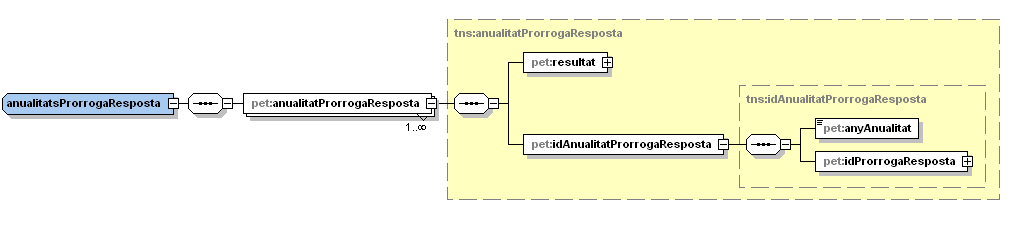 tns:anualitatProrrogaResposta
pet:resultat
tns:idAnualitatProrrogaResposta
anualitatsProrrogaResposta
pet:anualitatProrrogaResposta
1..∞
pet:anyAnualitat
pet:idAnualitatProrrogaResposta
pet:idProrrogaResposta